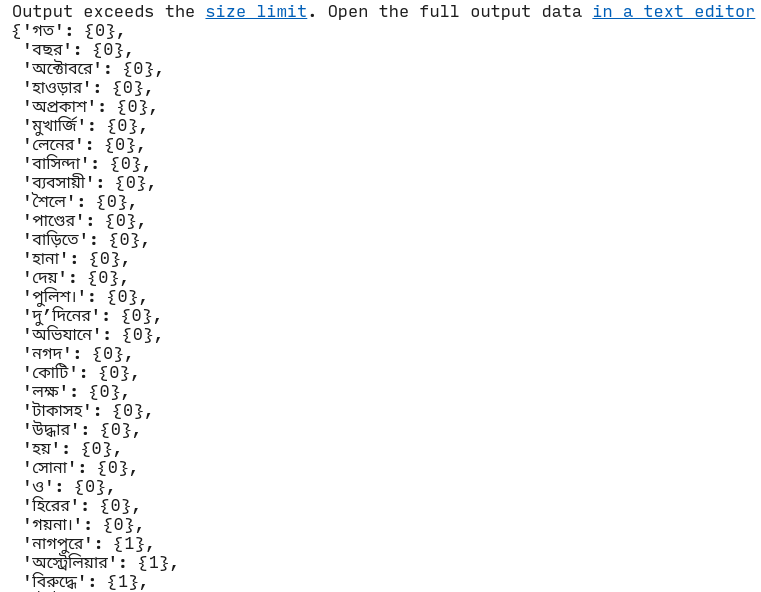 Output exceeds the size limit. Open the full output data in a text editor
{'গত': {0},
'বছর': {0},
'অক্টোবরে': {0},
'হাওড়ার': {0},
'অপ্রকাশ': {0},
'মুখার্জি': {0},
'লেনের': {0},
'বাসিন্দা': {0},
'ব্যবসায়ী': {0},
'শৈলে': {0},
'পাণ্ডের': {0},
'বাড়িতে': {0},
'হানা': {0},
'দেয়': {0},
'পুলিশ।': {0},
'দু’দিনের': {0},
'অভিযানে': {0},
'নগদ': {0},
'কোটি': {0},
'লক্ষ': {0},
'টাকাসহ': {0},
'উদ্ধার': {0},
'হয়': {0},
'সোনা': {0},
'ও': {0},
'হিরের': {0},
'গয়না।': {0},
'নাগপুরে': {1},
'অস্ট্রেলিয়ার': {1},
'বিরুদ্ধে': {1},